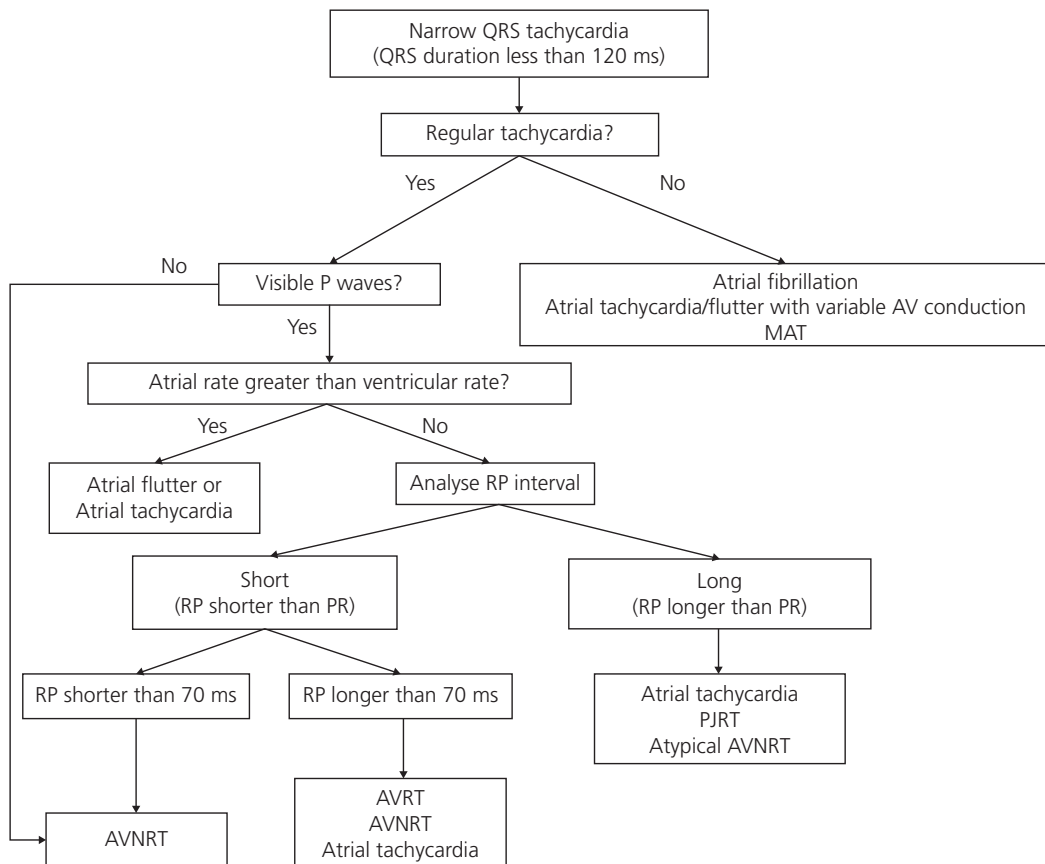 Narrow QRS tachycardia
(QRS duration less than 120 ms)
Regular tachycardia?
Yes
No
No
Visible P waves?
Atrial fibrillation
Atrial tachycardia/flutter with variable AV conduction
MAT
Yes
Atrial rate greater than ventricular rate?
Yes
No
Atrial flutter or
Atrial tachycardia
Analyse RP interval
Short
(RP shorter than PR)
Long
(RP longer than PR)
RP shorter than 70 ms
RP longer than 70 ms
Atrial tachycardia
PJRT
Atypical AVNRT
AVNRT
AVRT
AVNRT
Atrial tachycardia